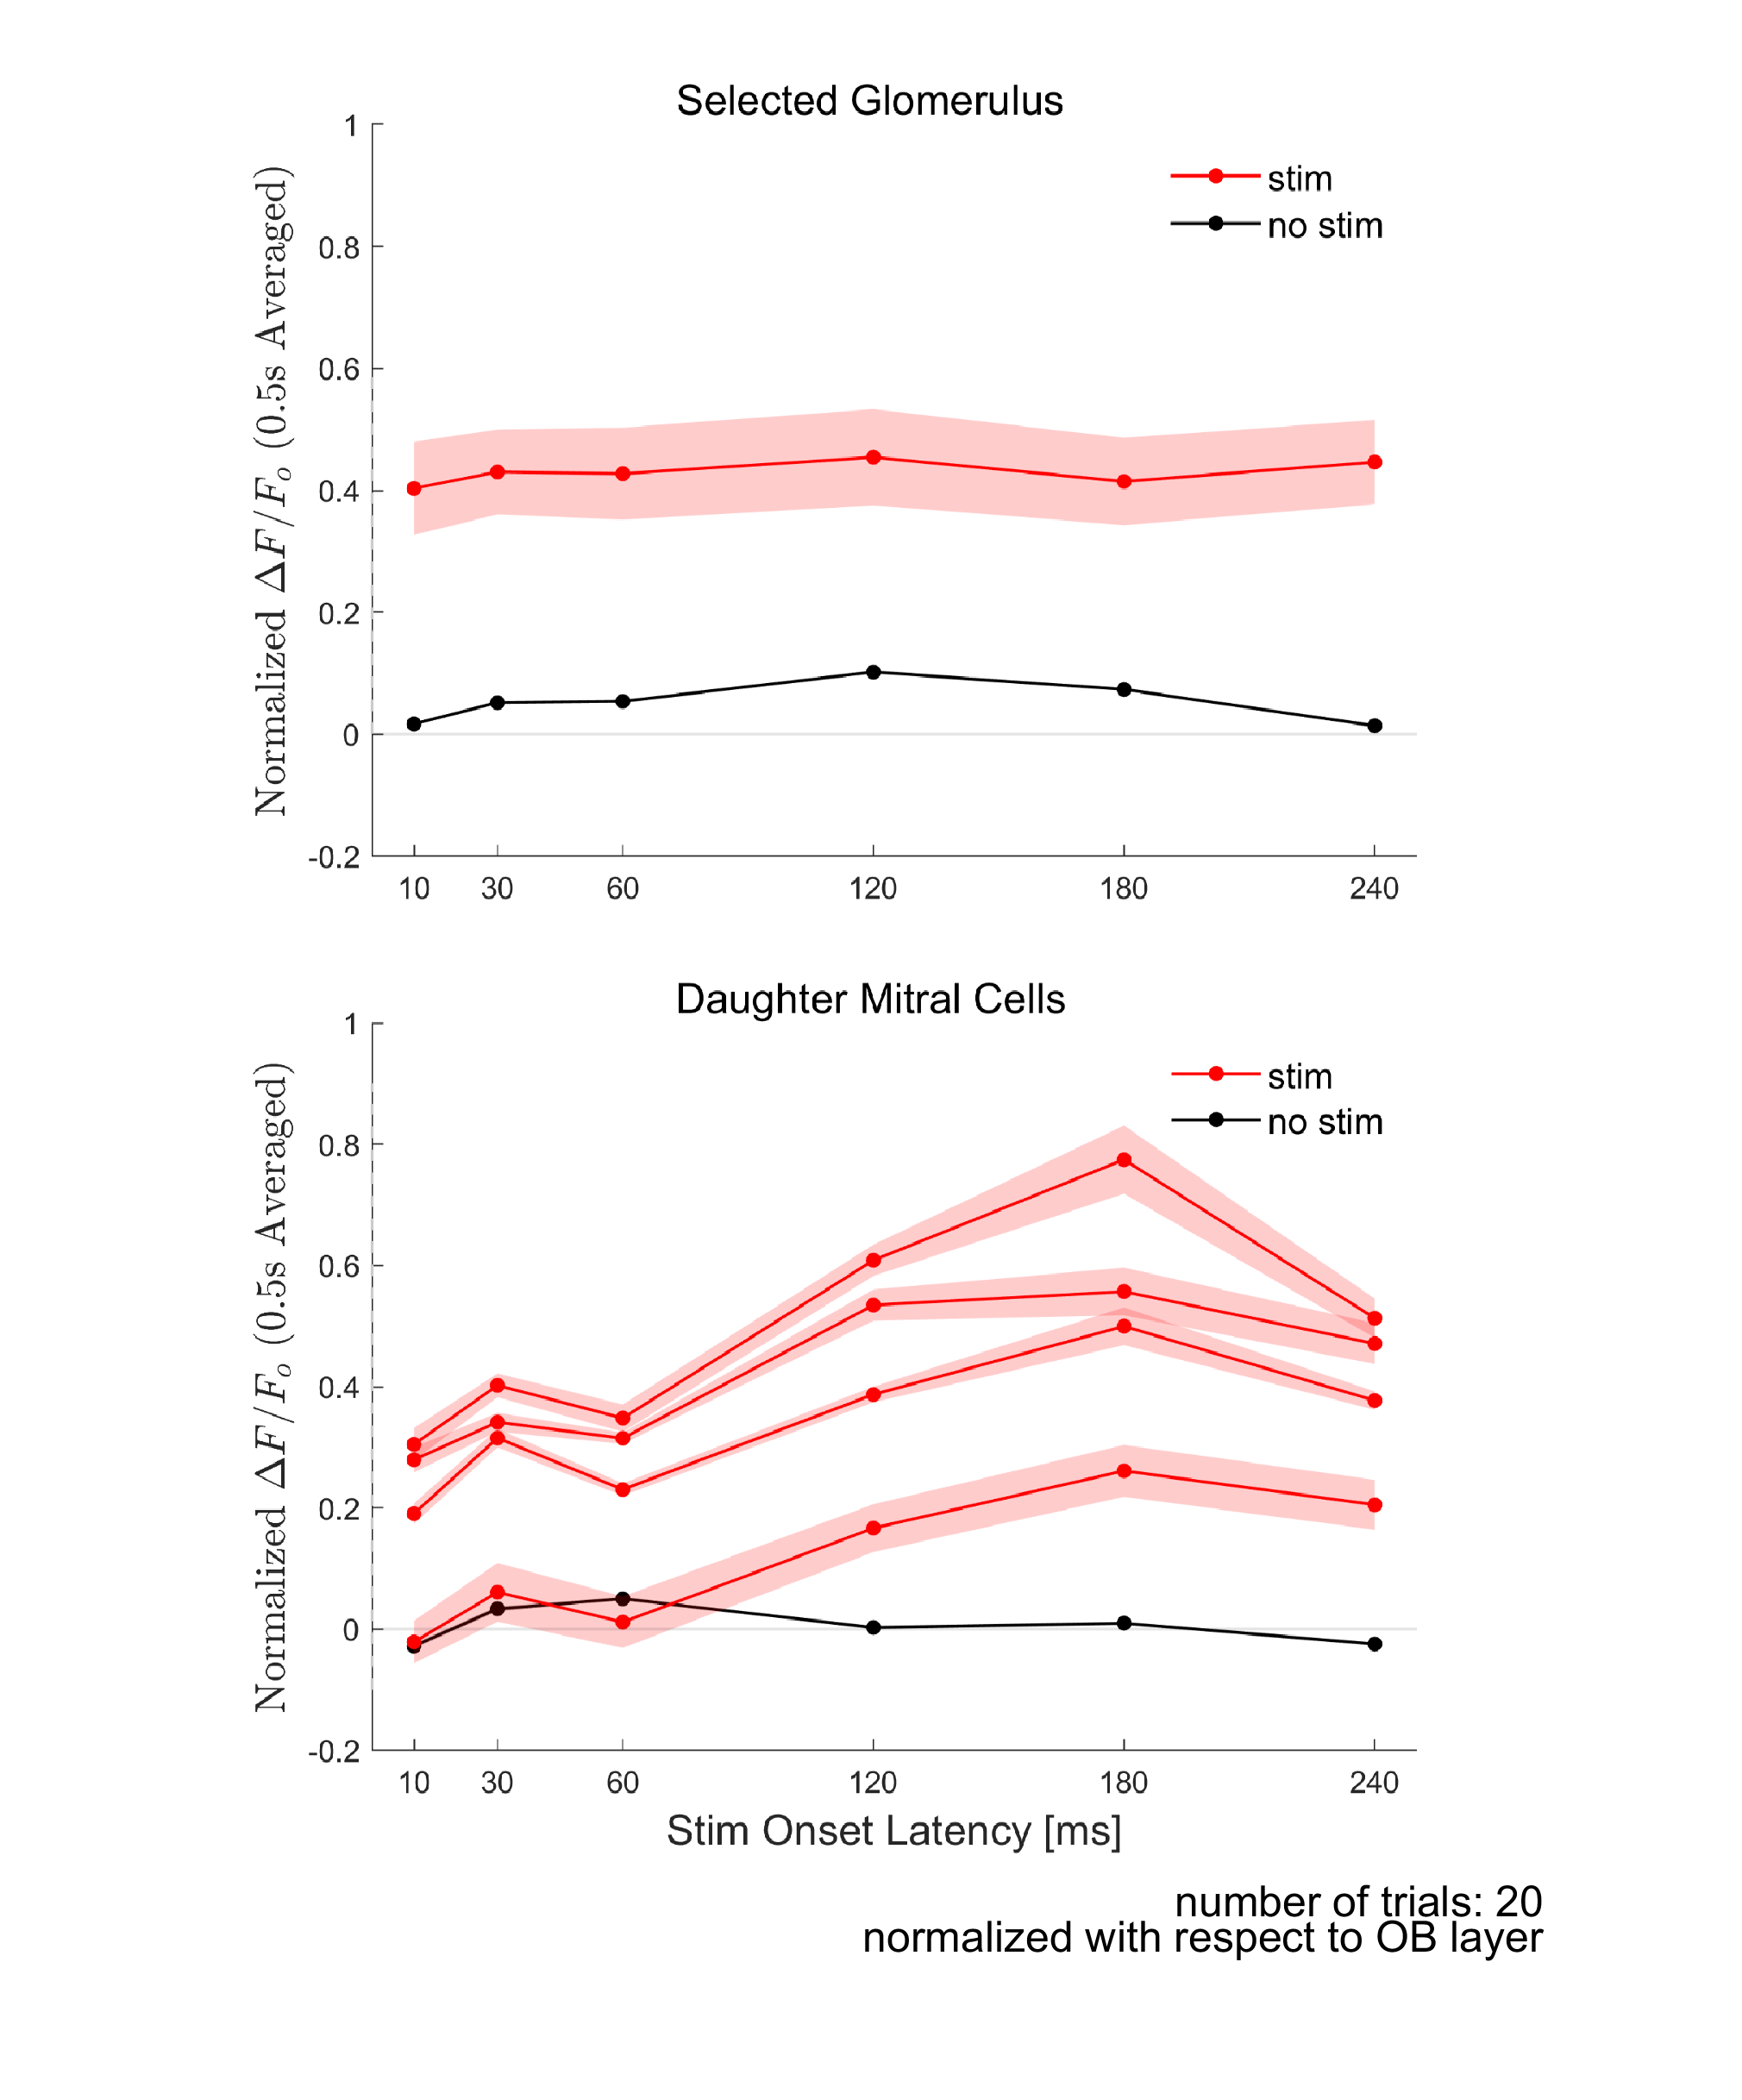 Selected Glomerulus
Normalized ΔF/Fo (0.5s Averaged)
1
0.8
0.6
0.4
0.2
0
-0.2
stim
no stim
10 30 60 120 180 240
Daughter Mitral Cells
Normalized ΔF/Fo (0.5s Averaged)
1
0.8
0.6
0.4
0.2
0
-0.2
stim
no stim
10 30 60 120 180 240
Stim Onset Latency [ms]
number of trials: 20
normalized with respect to OB layer